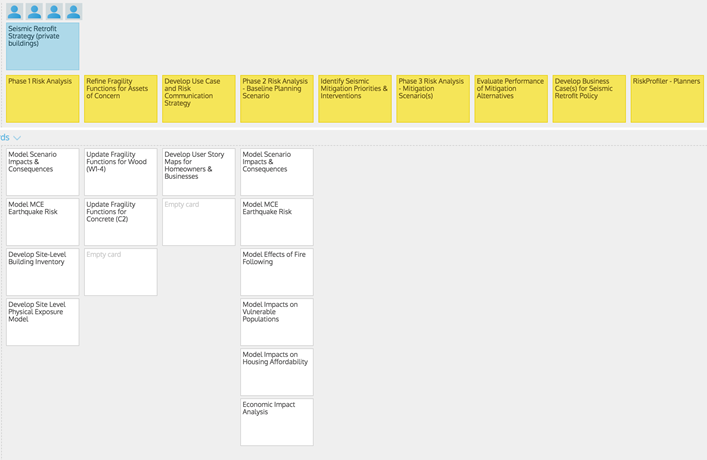 Seismic Retrofit
Strategy (private
buildings)
Phase 1 Risk Analysis
Refine Fragility
Functions for Assets
of Concern
Develop Use Case
and Risk
Communication
Strategy
Phase 2 Risk Analysis
- Baseline Planning
Scenario
Identify Seismic
Mitigation Priorities &
Interventions
Phase 3 Risk Analysis
- Mitigation
Scenario(s)
Evaluate Performance
of Mitigation
Alternatives
Develop Business
Case(s) for Seismic
Retrofit Policy
RiskProfiler - Planners
ds
Model Scenario
Impacts &
Consequences
Update Fragility
Functions for Wood
(W1-4)
Develop User Story
Maps for
Homeowners &
Businesses
Model Scenario
Impacts &
Consequences
Model MCE
Earthquake Risk
Update Fragility
Functions for
Concrete (C2)
Empty card
Model MCE
Earthquake Risk
Develop Site-Level
Building Inventory
Empty card
Model Effects of Fire
Following
Develop Site Level
Physical Exposure
Model
Model Impacts on
Vulnerable
Populations
Model Impacts on
Housing Affordability
Economic Impact
Analysis